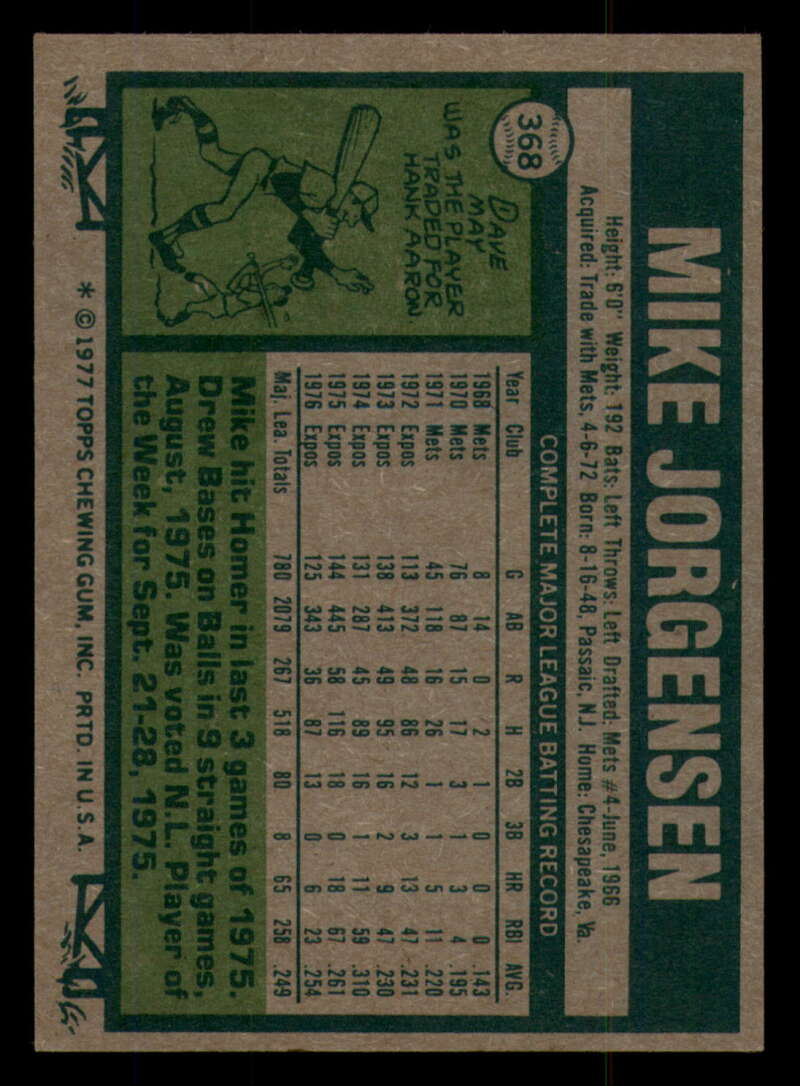 MIKE JORGENSEN
Height: 6'0" Weight: 192 Bats: Left Throws: Left Drafted: Mets #4-June, 1966
Acquired: Trade with Mets, 4-6-72 Born: 8-16-48, Passaic, N.J. Home: Chesapeake, Va.
368
DAVE
MAY
WAS THE PLAYER
TRADED FOR
HANK AARON.
COMPLETE MAJOR LEAGUE BATTING RECORD
Year Club G AB R H 2B 3B HR RBI AVG.
1968 Mets 8 14 0 2 1 0 0 0 .143
1970 Mets 76 87 15 17 3 1 3 4 .195
1971 Mets 45 118 16 26 1 1 5 11 .220
1972 Expos 113 372 48 86 12 3 13 47 .231
1973 Expos 138 413 49 95 16 2 9 47 .230
1974 Expos 131 287 45 89 16 1 11 59 .310
1975 Expos 144 445 58 116 18 0 18 67 .261
1976 Expos 125 343 36 87 13 0 6 23 .254
Maj. Lea. Totals 780 2079 267 518 80 8 65 258 .249
Mike hit Homer in last 3 games of 1975.
Drew Bases on Balls in 9 straight games,
August, 1975. Was voted N.L. Player of
the Week for Sept. 21-28, 1975.
* © 1977 TOPPS CHEWING GUM, INC. PRTD. IN U.S.A.